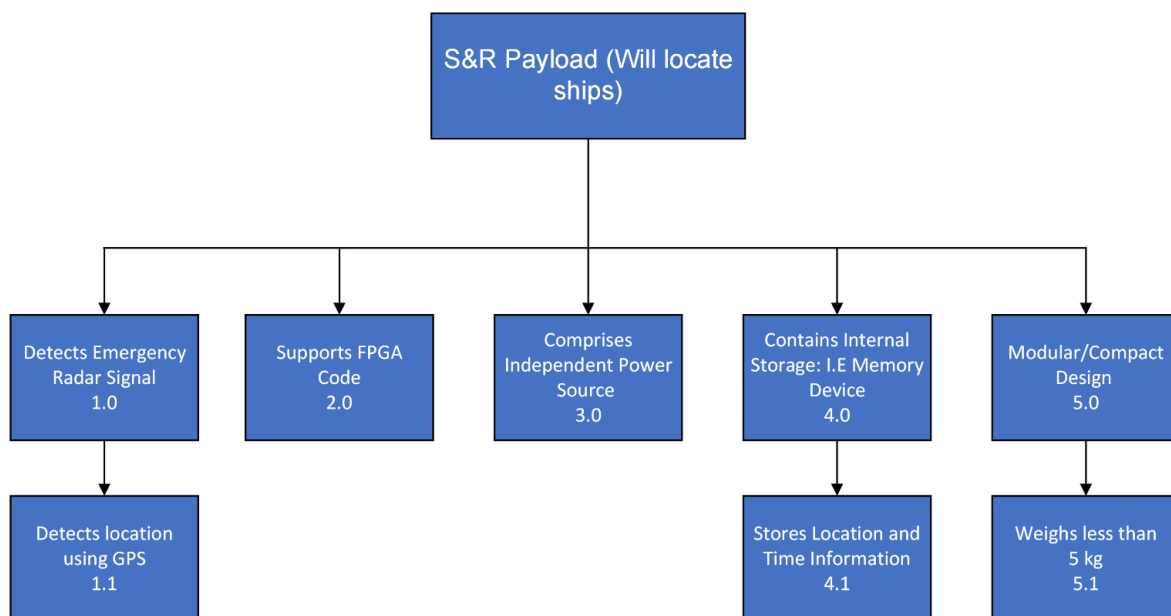 S&R Payload (Will locate
ships)
Detects Emergency
Radar Signal
1.0
Supports FPGA
Code
2.0
Comprises
Independent Power
Source
3.0
Contains Internal
Storage: I.E Memory
Device
4.0
Modular/Compact
Design
5.0
Detects location
using GPS
1.1
Stores Location and
Time Information
4.1
Weighs less than
5 kg
5.1